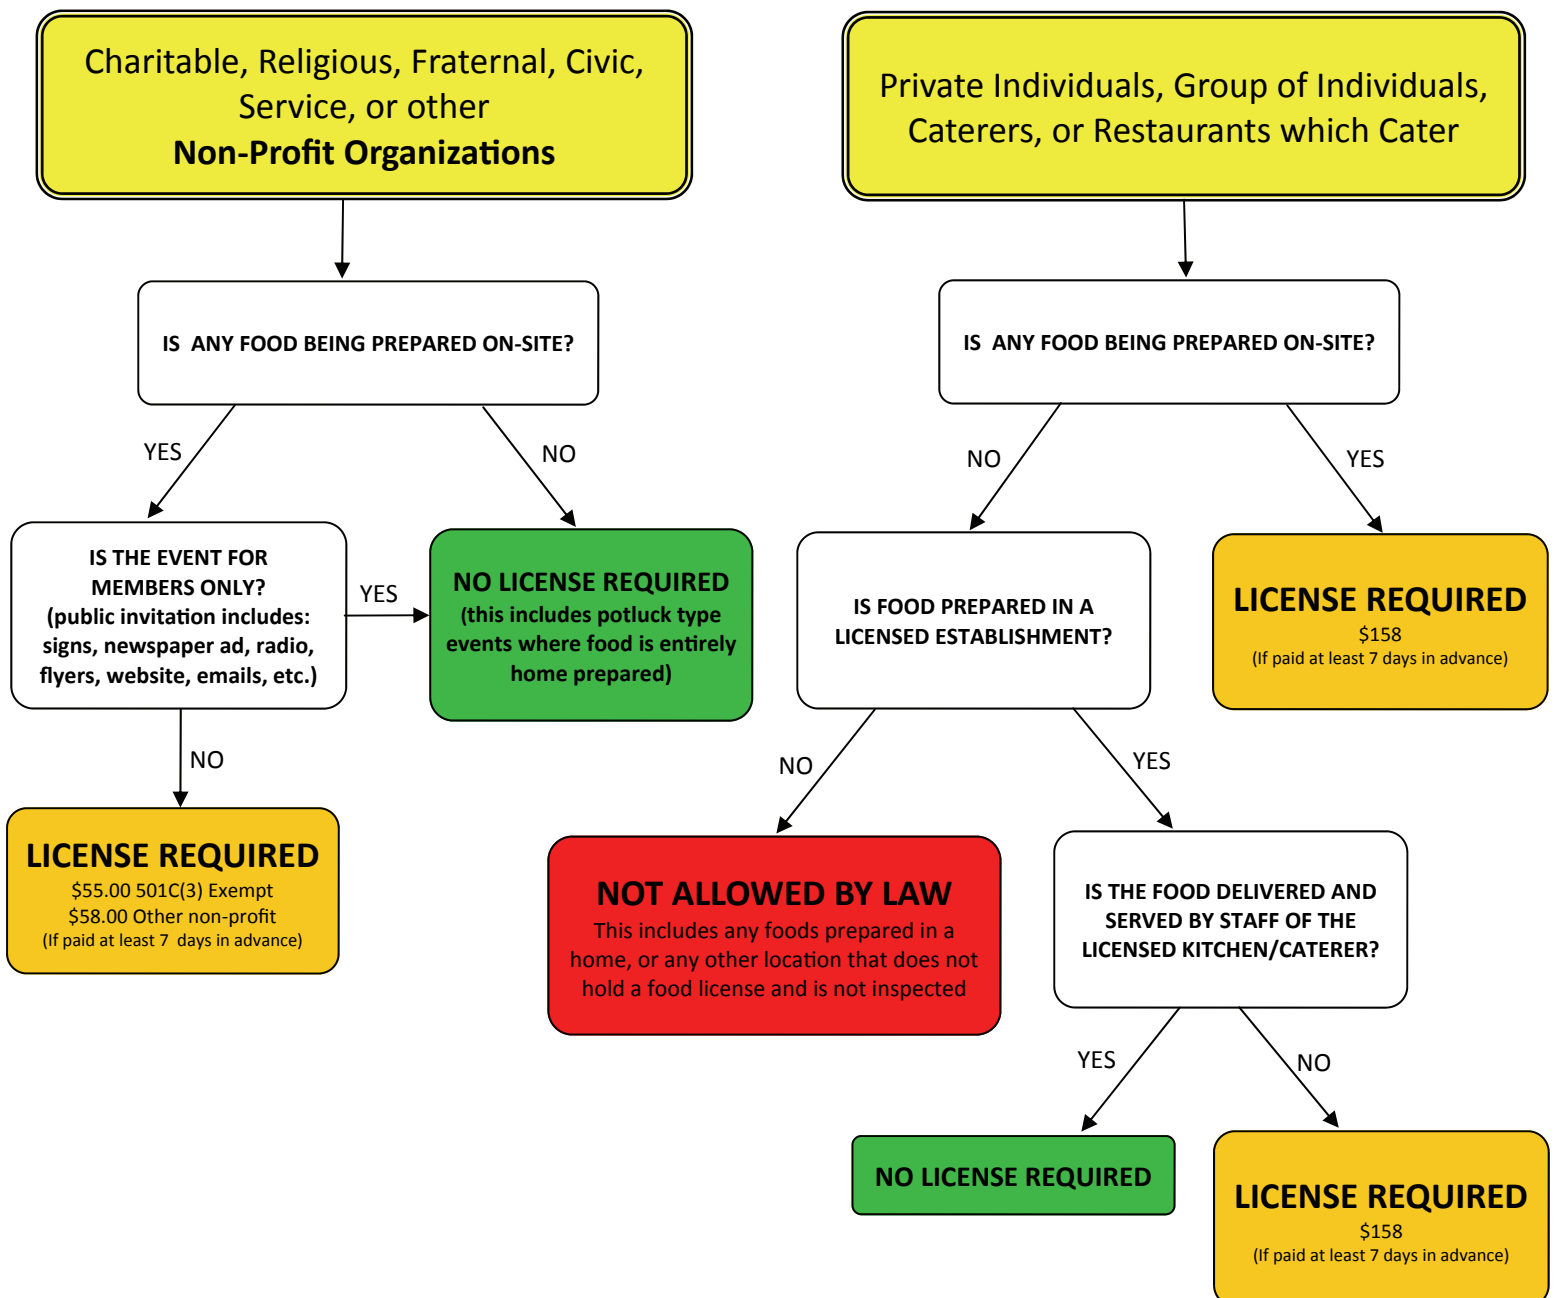 Charitable, Religious, Fraternal, Civic,
Service, or other
Non-Profit Organizations
IS ANY FOOD BEING PREPARED ON-SITE?
YES
NO
IS THE EVENT FOR
MEMBERS ONLY?
(public invitation includes:
signs, newspaper ad, radio,
flyers, website, emails, etc.)
YES
NO LICENSE REQUIRED
(this includes potluck type
events where food is entirely
home prepared)
NO
LICENSE REQUIRED
$55.00 501C(3) Exempt
$58.00 Other non-profit
(If paid at least 7 days in advance)
Private Individuals, Group of Individuals,
Caterers, or Restaurants which Cater
IS ANY FOOD BEING PREPARED ON-SITE?
NO
YES
IS FOOD PREPARED IN A
LICENSED ESTABLISHMENT?
LICENSE REQUIRED
$158
(If paid at least 7 days in advance)
NO
YES
NOT ALLOWED BY LAW
This includes any foods prepared in a
home, or any other location that does not
hold a food license and is not inspected
IS THE FOOD DELIVERED AND
SERVED BY STAFF OF THE
LICENSED KITCHEN/CATERER?
YES
NO
NO LICENSE REQUIRED
LICENSE REQUIRED
$158
(If paid at least 7 days in advance)